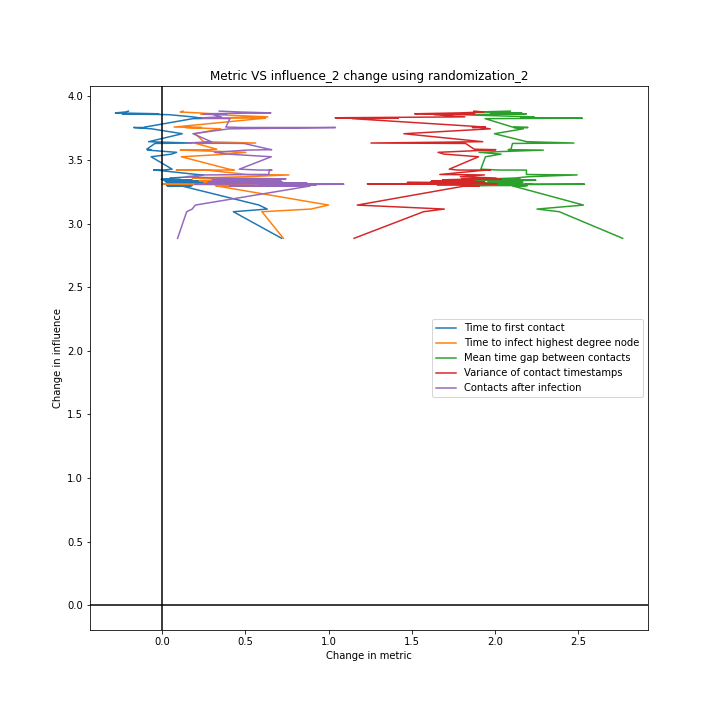 Metric VS influence_2 change using randomization_2
Change in influence
4.0
3.5
3.0
2.5
2.0
1.5
1.0
0.5
0.0
Time to first contact
Time to infect highest degree node
Mean time gap between contacts
Variance of contact timestamps
Contacts after infection
0.0 0.5 1.0 1.5 2.0 2.5
Change in metric